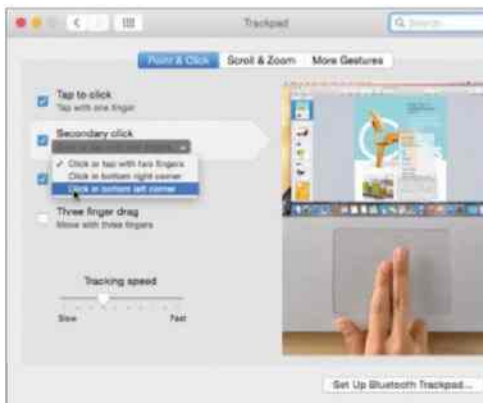 Trackpad
Search
Point & Click
Scroll & Zoom
More Gestures
Tap to click
Tap with one finger
Secondary click
✓ Click or tap with two fingers
Click in bottom right corner
Click in bottom left corner
Three finger drag
Move with three fingers
Tracking speed
Slow
Fast
Set Up Bluetooth Trackpad...